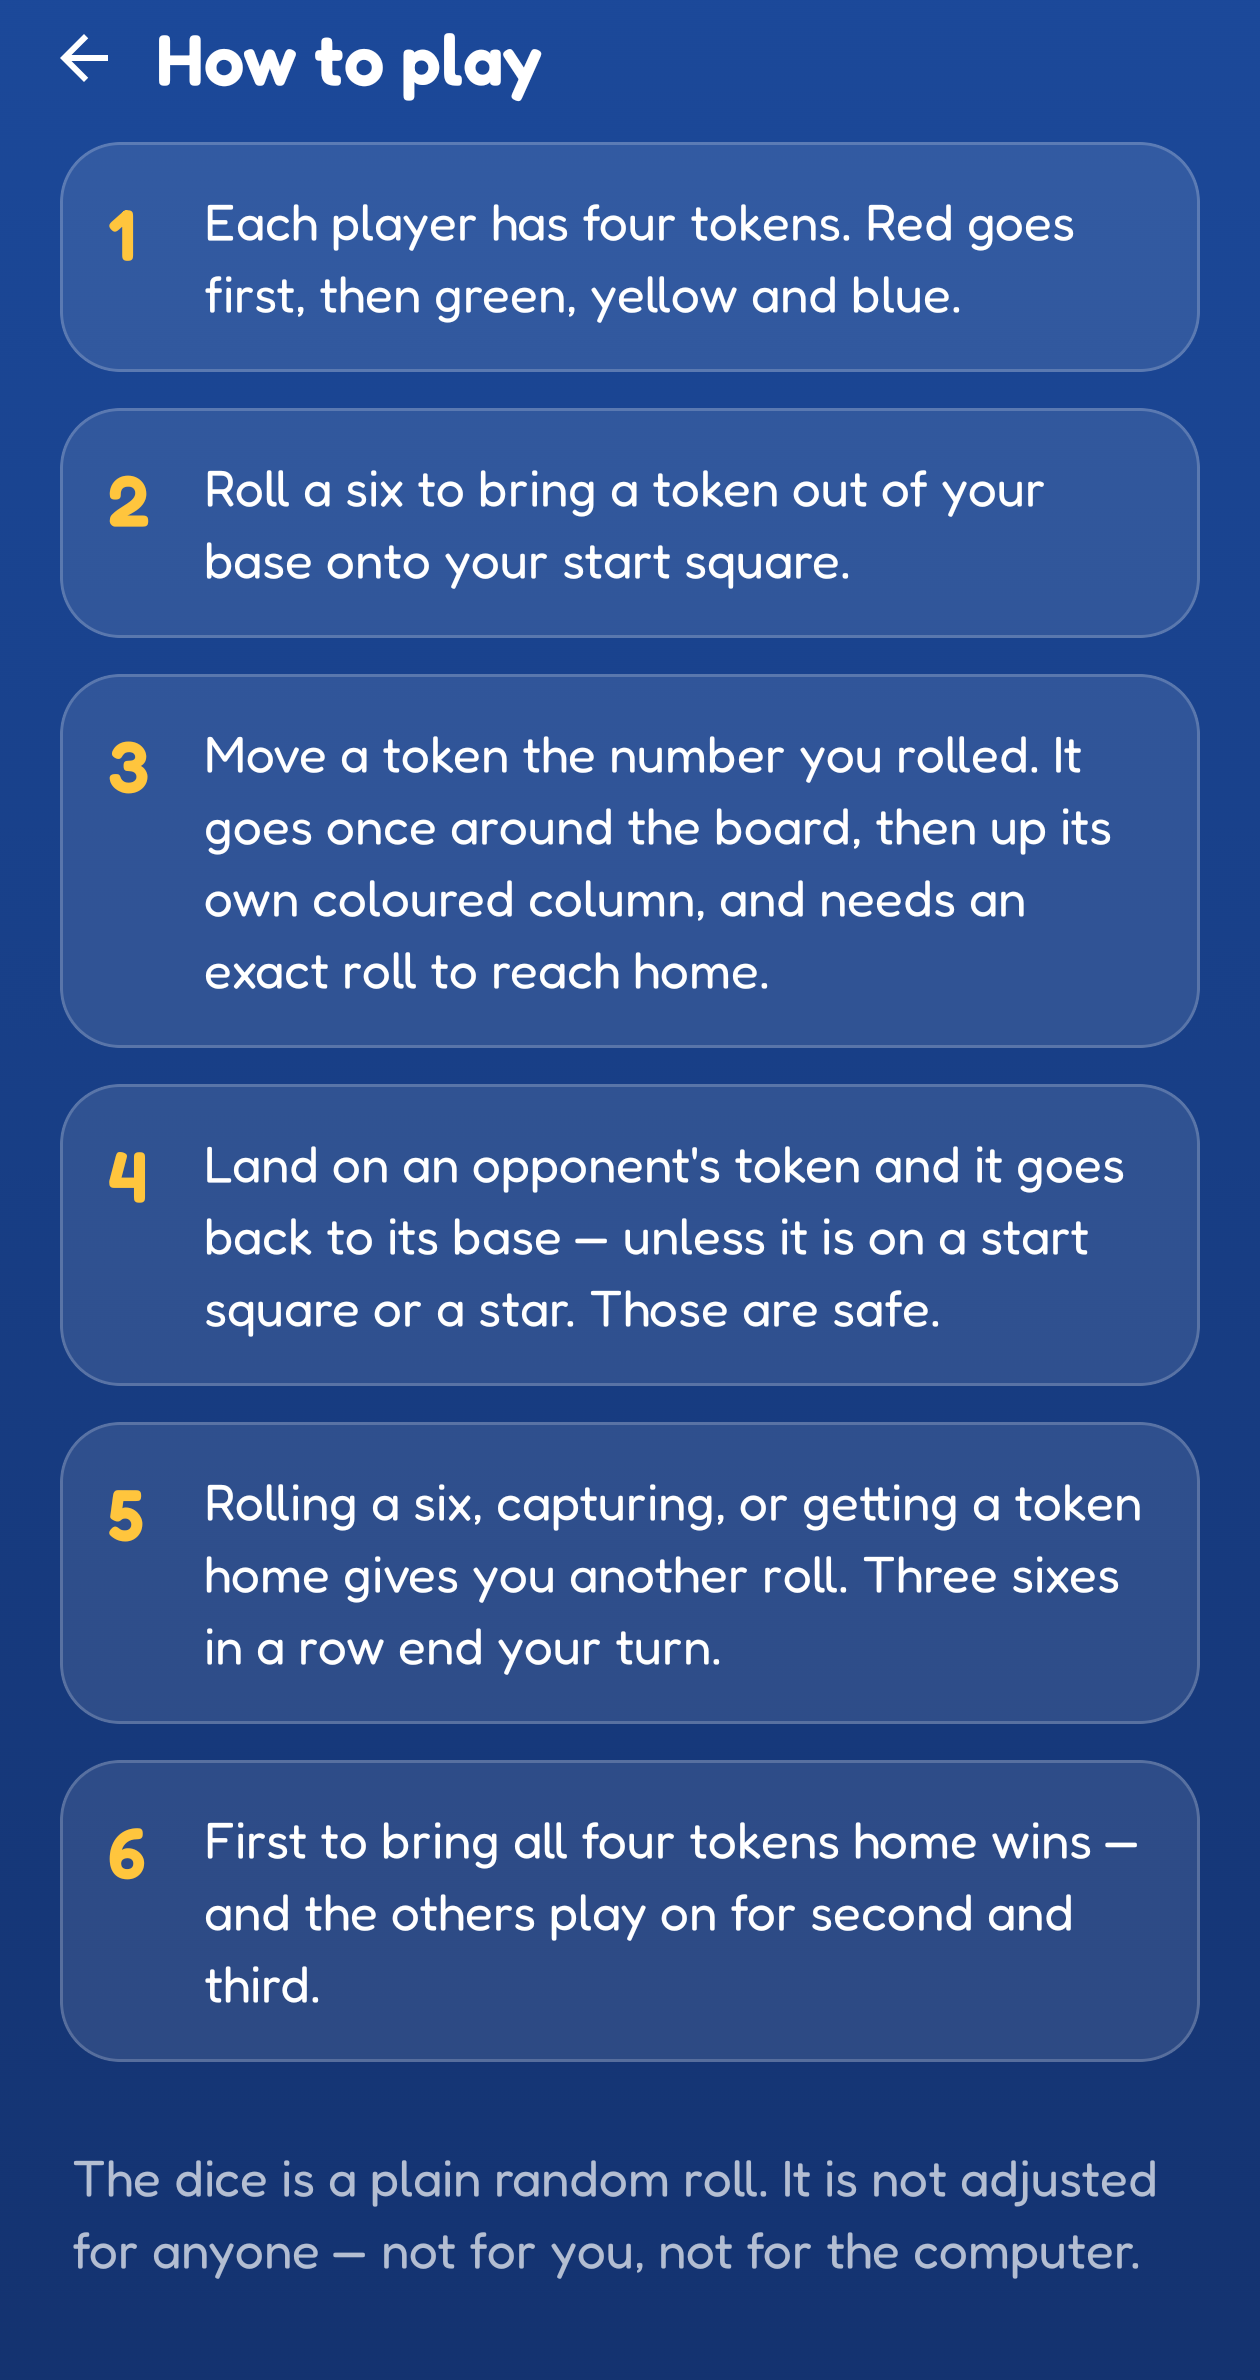 How to play
1 Each player has four tokens. Red goes
first, then green, yellow and blue.
2 Roll a six to bring a token out of your
base onto your start square.
3 Move a token the number you rolled. It
goes once around the board, then up its
own coloured column, and needs an
exact roll to reach home.
4 Land on an opponent's token and it goes
back to its base — unless it is on a start
square or a star. Those are safe.
5 Rolling a six, capturing, or getting a token
home gives you another roll. Three sixes
in a row end your turn.
6 First to bring all four tokens home wins —
and the others play on for second and
third.
The dice is a plain random roll. It is not adjusted
for anyone — not for you, not for the computer.